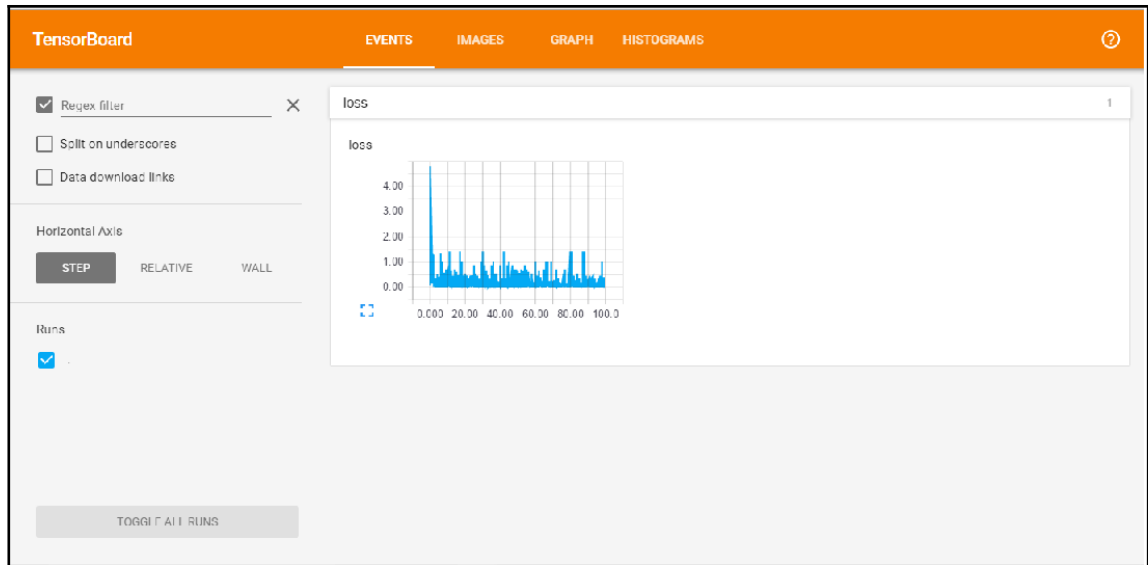 TensorBoard
EVENTS IMAGES GRAPH HISTOGRAMS
Regex filter
Split on underscores
Data download links
Horizontal Axis
STEP RELATIVE WALL
Runs
.
TOGGLE ALL RUNS
loss 1
loss
4.00
3.00
2.00
1.00
0.00
0.000 20.00 40.00 60.00 80.00 100.0